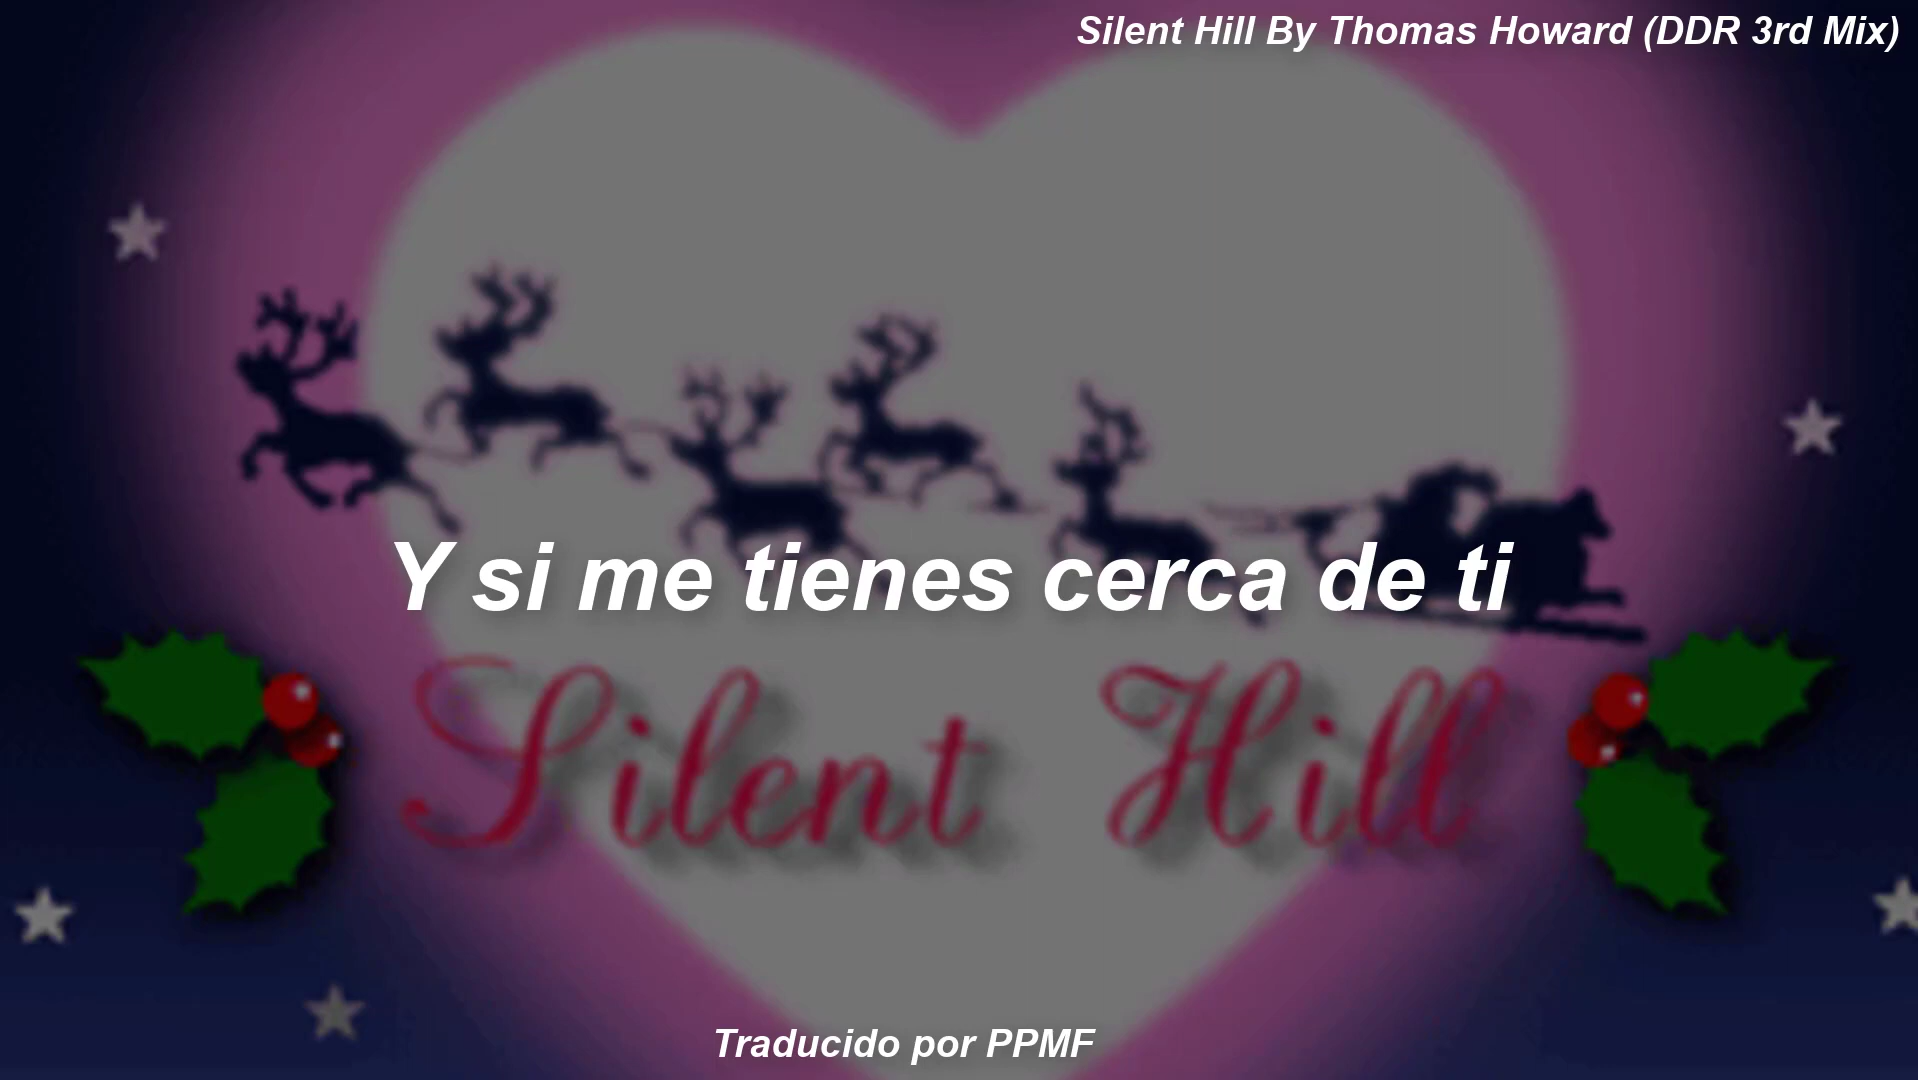 Silent Hill By Thomas Howard (DDR 3rd Mix)
Y si me tienes cerca de ti
Silent Hill
Traducido por PPMF